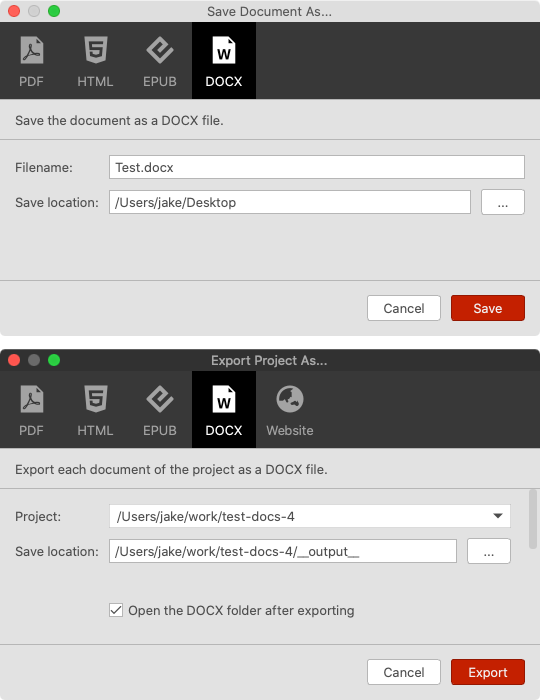 Save Document As...
PDF HTML EPUB DOCX
Save the document as a DOCX file.
Filename: Test.docx
Save location: /Users/jake/Desktop ...
Cancel Save
Export Project As...
PDF HTML EPUB DOCX Website
Export each document of the project as a DOCX file.
Project: /Users/jake/work/test-docs-4
Save location: /Users/jake/work/test-docs-4/__output__ ...
Open the DOCX folder after exporting
Cancel Export